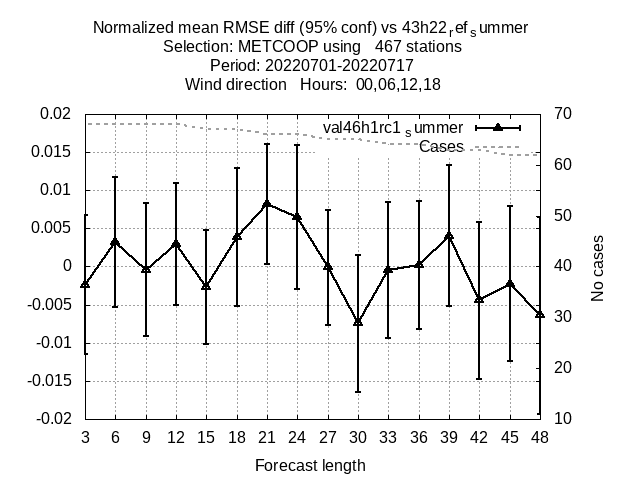 Normalized mean RMSE diff (95% conf) vs 43h22refsummer
Selection: METCOOP using 467 stations
Period: 20220701-20220717
Wind direction Hours: 00,06,12,18
val46h1rc1summer
Cases
0.02
0.015
0.01
0.005
0
-0.005
-0.01
-0.015
-0.02
70
60
50
40
30
20
10
No cases
3 6 9 12 15 18 21 24 27 30 33 36 39 42 45 48
Forecast length